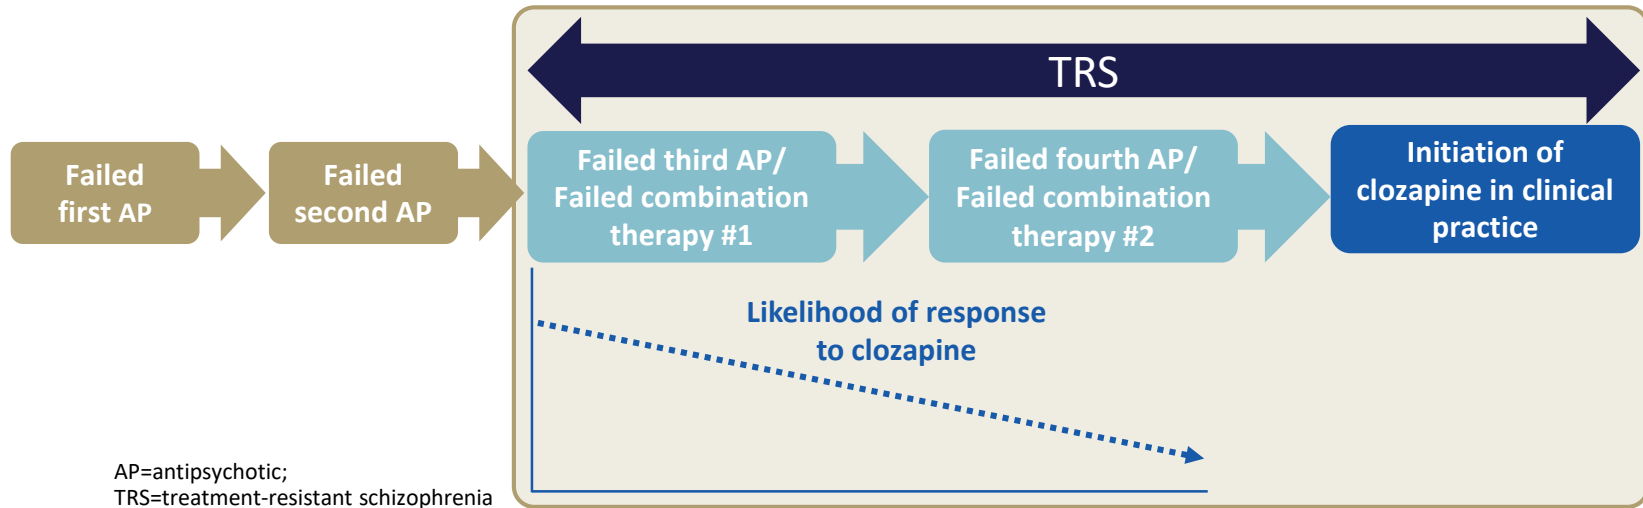 TRS
Failed
first AP
Failed
second AP
Failed third AP/
Failed combination
therapy #1
Failed fourth AP/
Failed combination
therapy #2
Initiation of
clozapine in clinical
practice
Likelihood of response
to clozapine
AP=antipsychotic;
TRS=treatment-resistant schizophrenia